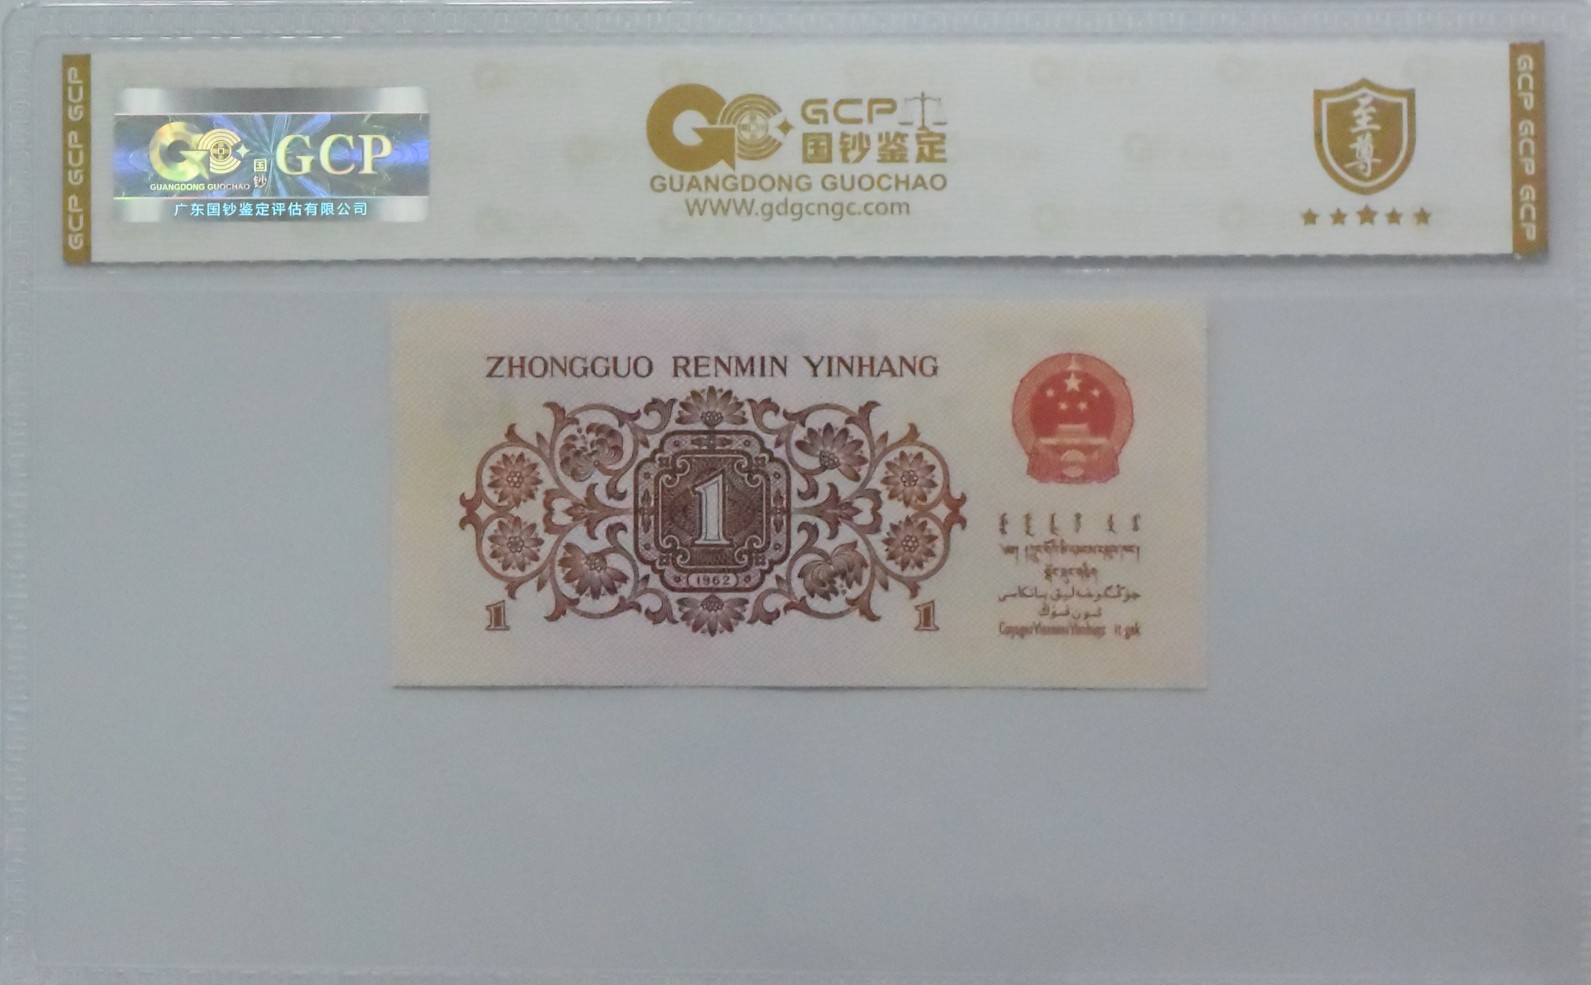 GCP GCP GCP
GCP
国钞
GUANGDONG GUOCHAO
广东国钞鉴定评估有限公司
GCP
国钞鉴定
GUANGDONG GUOCHAO
WWW.gdgcngc.com
至尊
GCP GCP GCP
ZHONGGUO RENMIN YINHANG
1
(1962)
1 1
جۇڭگوخەلىق بانكاسى